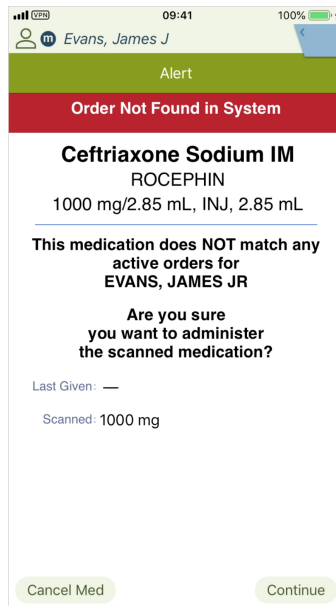 VPN 09:41 100%
m Evans, James J
Alert
Order Not Found in System
Ceftriaxone Sodium IM
ROCEPHIN
1000 mg/2.85 mL, INJ, 2.85 mL
This medication does NOT match any
active orders for
EVANS, JAMES JR
Are you sure
you want to administer
the scanned medication?
Last Given: —
Scanned: 1000 mg
Cancel Med Continue